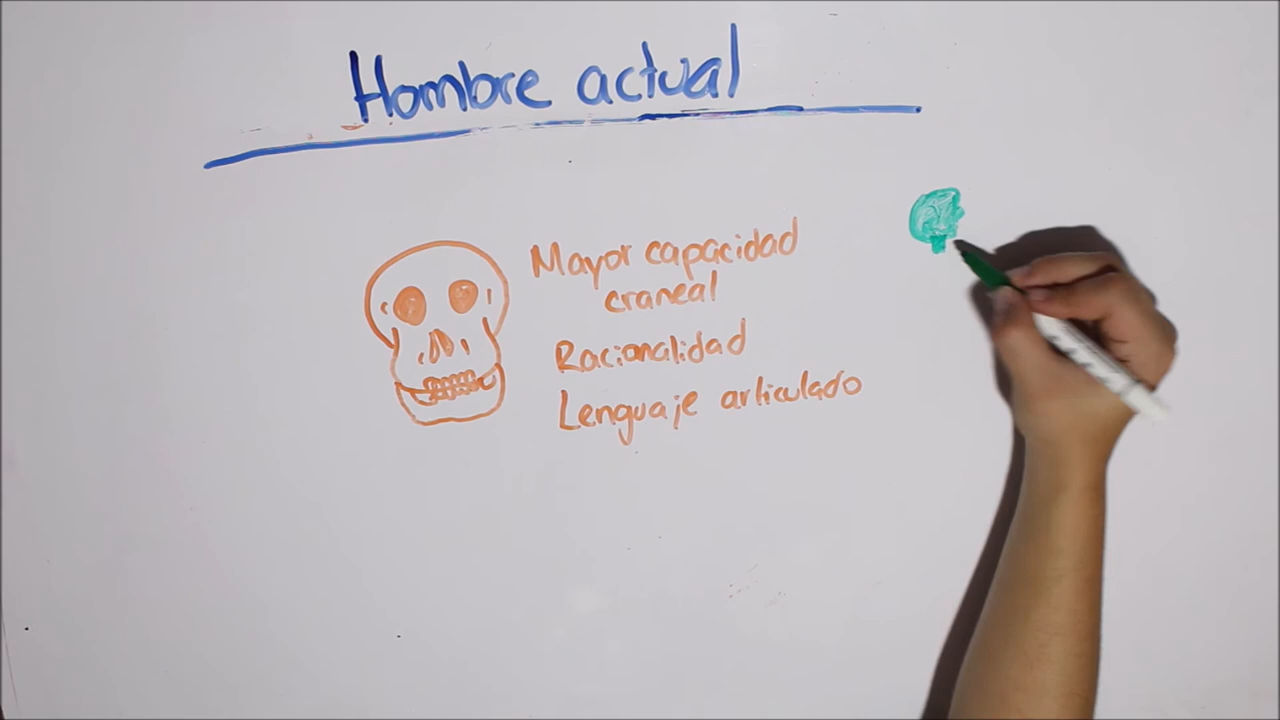 Hombre actual
Mayor capacidad
craneal
Racionalidad
Lenguaje articulado